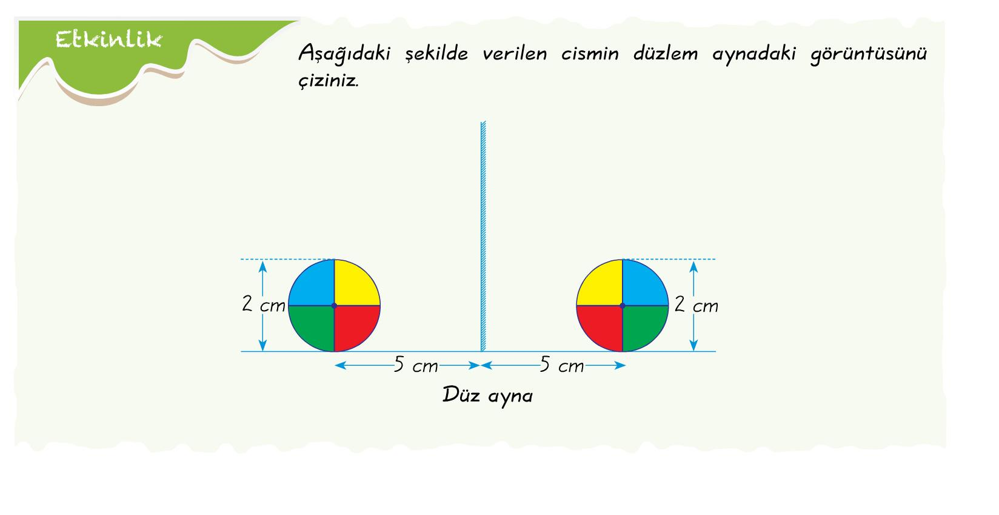 Etkinlik
Aşağıdaki şekilde verilen cismin düzlem aynadaki görüntüsünü
çiziniz.
2 cm
2 cm
5 cm
5 cm
Düz ayna